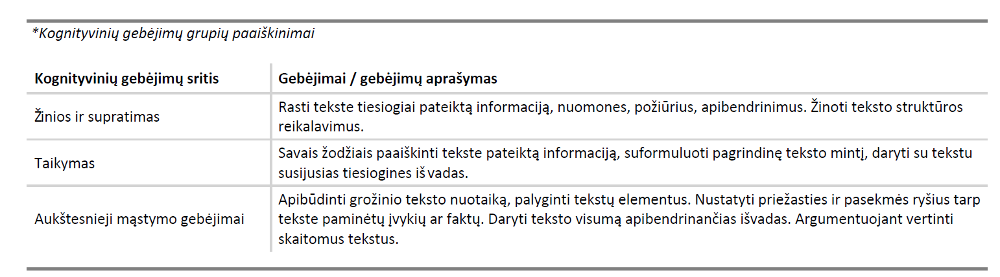 *Kognityvinių gebėjimų grupių paaiškinimai
Kognityvinių gebėjimų sritis
Gebėjimai / gebėjimų aprašymas
Žinios ir supratimas
Rasti tekste tiesiogiai pateiktą informaciją, nuomones, požiūrius, apibendrinimus. Žinoti teksto struktūros
reikalavimus.
Taikymas
Savais žodžiais paaiškinti tekste pateiktą informaciją, suformuluoti pagrindinę teksto mintį, daryti su tekstu
susijusias tiesiogines išvadas.
Aukštesnieji mąstymo gebėjimai
Apibūdinti grožinio teksto nuotaiką, palyginti tekstų elementus. Nustatyti priežasties ir pasekmės ryšius tarp
tekste paminėtų įvykių ar faktų. Daryti teksto visumą apibendrinančias išvadas. Argumentuojant vertinti
skaitomus tekstus.